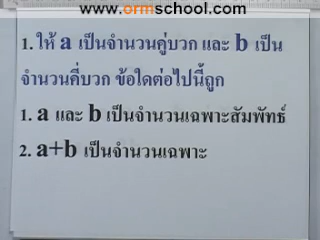 www.ormschool.com
1. ให้ a เป็นจำนวนคู่บวก และ b เป็น
จำนวนคี่บวก ข้อใดต่อไปนี้ถูก
1. a และ b เป็นจำนวนเฉพาะสัมพัทธ์
2. a+b เป็นจำนวนเฉพาะ